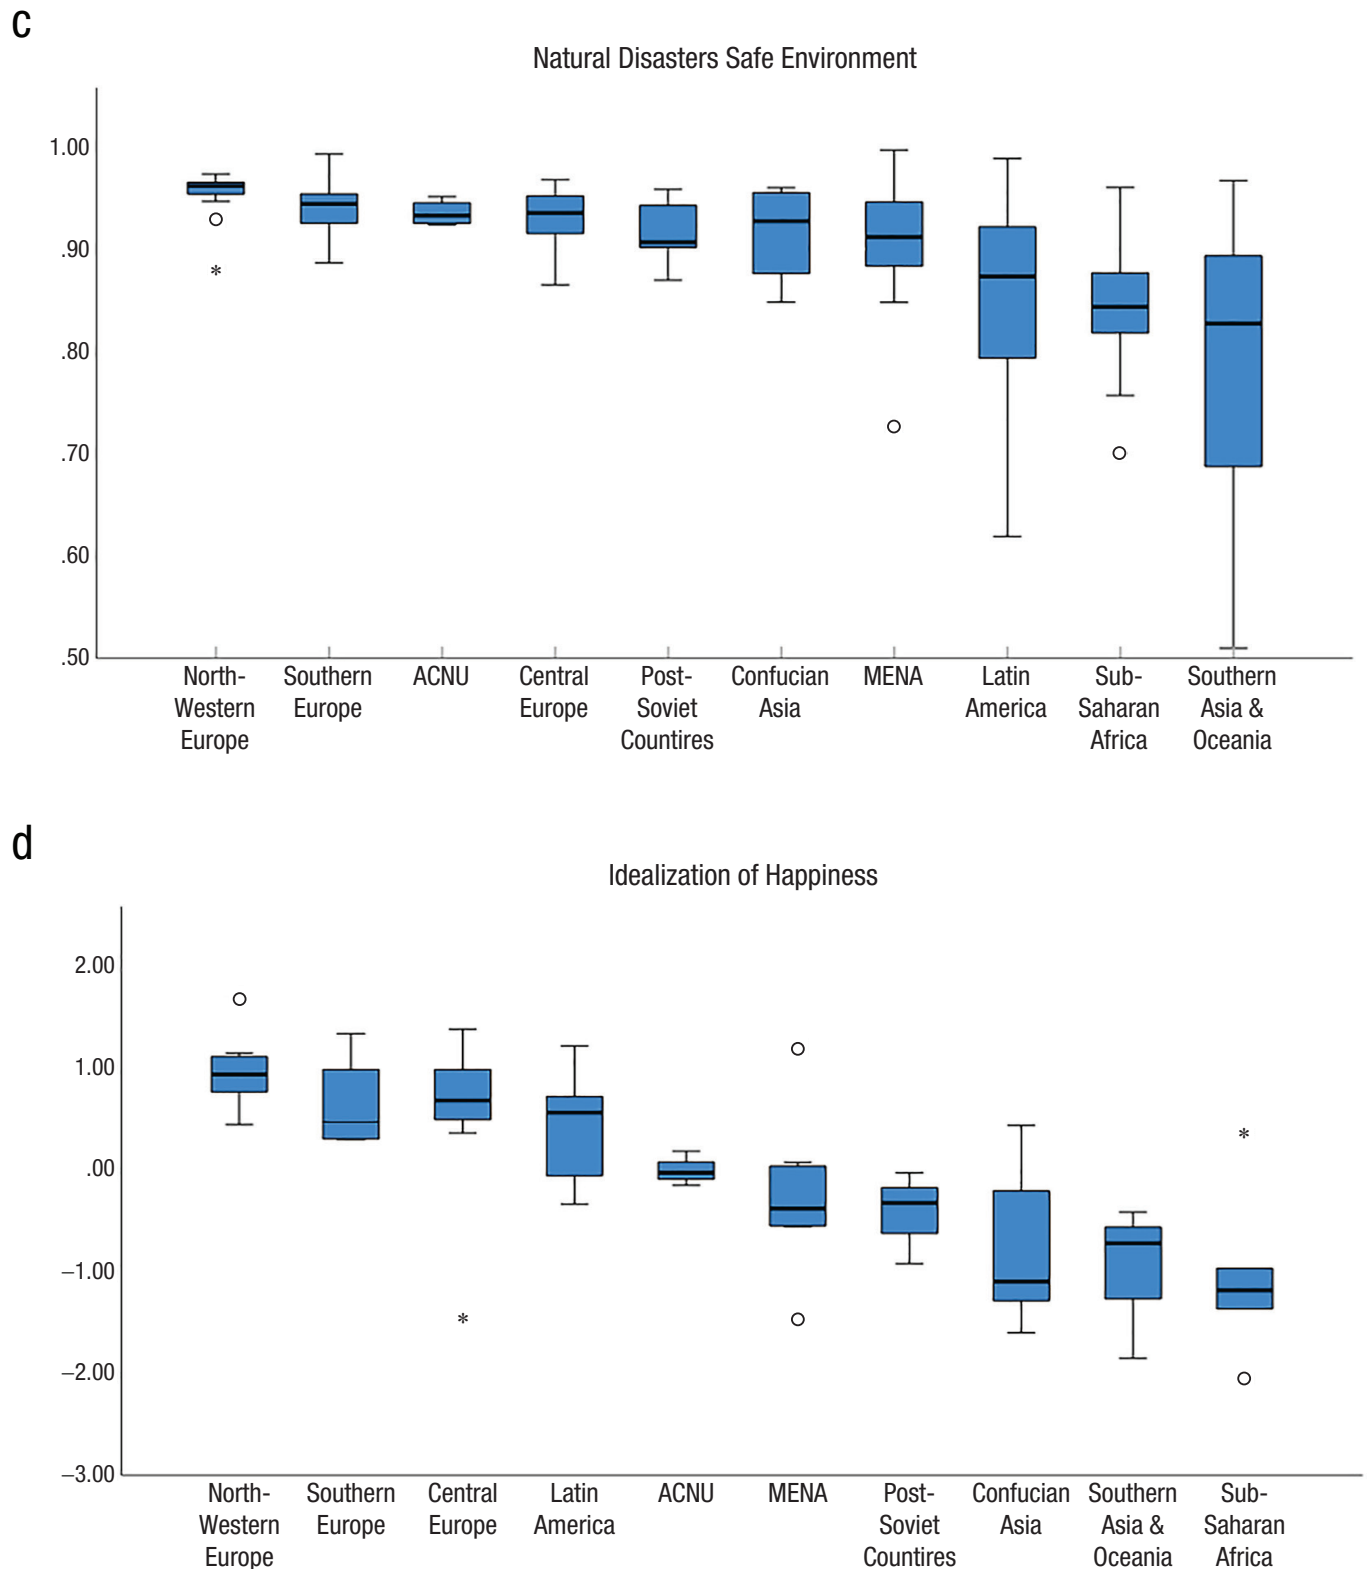 c
Natural Disasters Safe Environment
1.00
.90
.80
.70
.60
.50
North-
Western
Europe
Southern
Europe
ACNU
Central
Europe
Post-
Soviet
Countires
Confucian
Asia
MENA
Latin
America
Sub-
Saharan
Africa
Southern
Asia &
Oceania
d
Idealization of Happiness
2.00
1.00
.00
−1.00
−2.00
−3.00
North-
Western
Europe
Southern
Europe
Central
Europe
Latin
America
ACNU
MENA
Post-
Soviet
Countires
Confucian
Asia
Southern
Asia &
Oceania
Sub-
Saharan
Africa